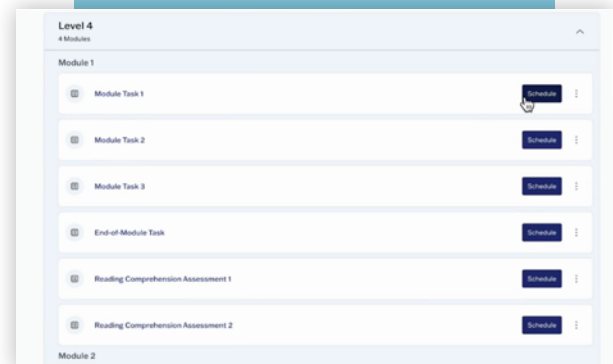 Level 4
4 Modules
Module 1
Module Task 1 Schedule
Module Task 2 Schedule
Module Task 3 Schedule
End-of-Module Task Schedule
Reading Comprehension Assessment 1 Schedule
Reading Comprehension Assessment 2 Schedule
Module 2